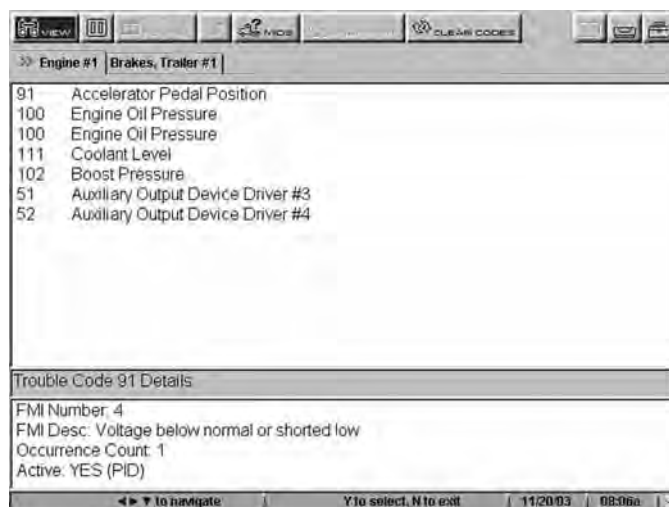 VIEW MIDS CLEAR CODES
>> Engine #1 Brakes, Trailer #1
91 Accelerator Pedal Position
100 Engine Oil Pressure
100 Engine Oil Pressure
111 Coolant Level
102 Boost Pressure
51 Auxiliary Output Device Driver #3
52 Auxiliary Output Device Driver #4
Trouble Code 91 Details
FMI Number: 4
FMI Desc: Voltage below normal or shorted low
Occurrence Count: 1
Active: YES (PID)
◄ ► ▼ to navigate Y to select, N to exit 11/20/03 08:06a